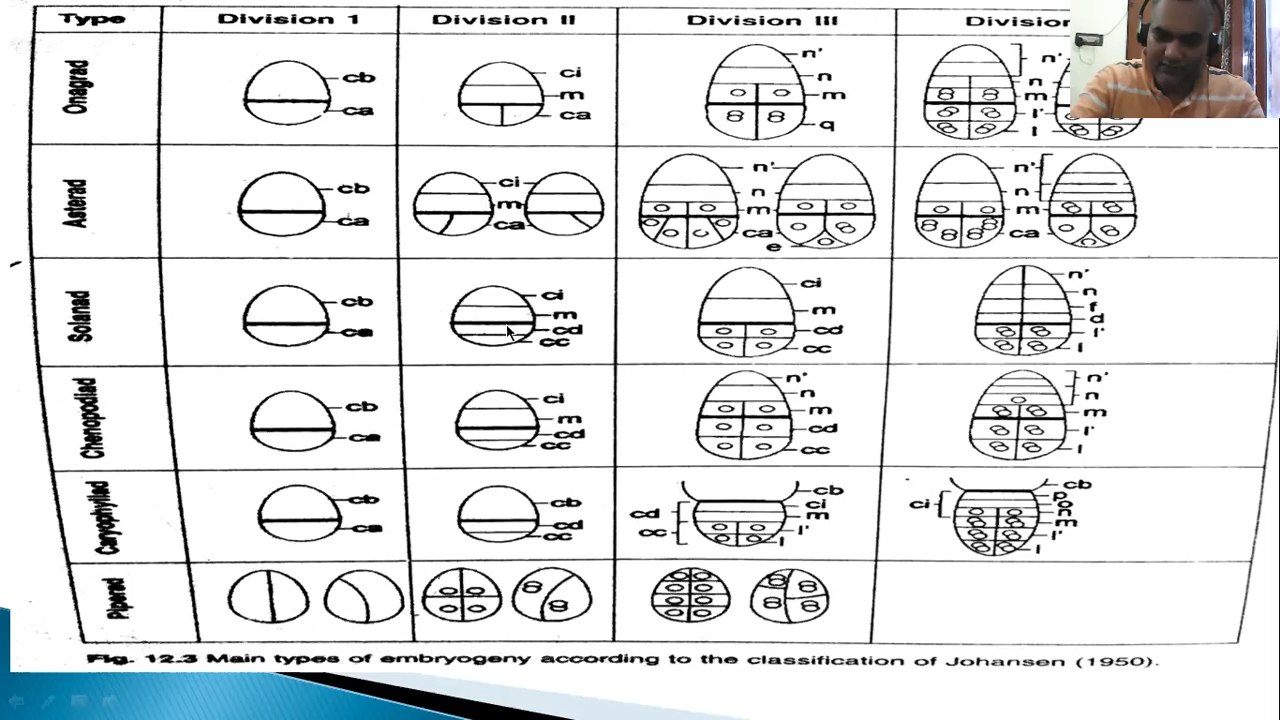 Type Division 1 Division II Division III Division
Onagrad
cb
ca
ci
m
ca
n'
n
m
q
n'
n
m
l'
l
Asterad
cb
ca
ci
m
ca
n'
n
m
ca
e
n'
n
m
ca
Solanad
cb
ca
ci
m
cd
cc
ci
m
cd
cc
n'
n
f
d
l'
l
Chenopodiad
cb
ca
ci
m
cd
cc
n'
n
m
cd
cc
n'
n
m
l'
l
Caryophyllad
cb
ca
cb
cd
cc
cd
cc
cb
ci
m
l'
l
ci
cb
p
n
m
l'
l
Piperad
Fig. 12.3 Main types of embryogeny according to the classification of Johansen (1950).